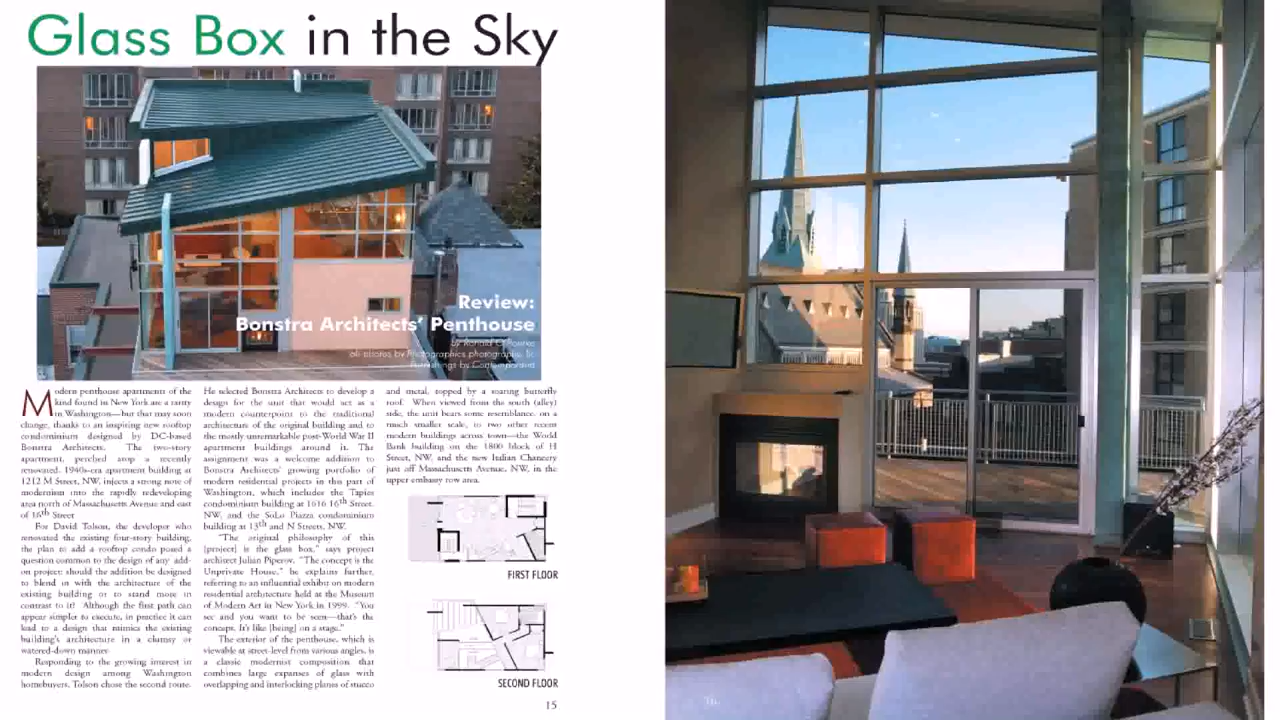 Glass Box in the Sky
Review:
Bonstra Architects' Penthouse
Modern penthouse apartments of the
kind found in New York are a rarity
in Washington—but that may soon
change, thanks to an inspiring new rooftop
condominium designed by DC-based
Bonstra Architects. The two-story
apartment, perched atop a recently
renovated, 1940s-era apartment building at
1212 M Street, NW, injects a strong note of
modernism into the rapidly redeveloping
area north of Massachusetts Avenue and east
of 16th Street.
For David Tolson, the developer who
renovated the existing four-story building,
the plan to add a rooftop condo posed a
question common to the design of any add-
on project: should the addition be designed
to blend in with the architecture of the
existing building or to stand more in
contrast to it? Although the first path can
appear simpler to execute, in practice it can
lead to a design that mimics the existing
building's architecture in a clumsy or
watered-down manner.
Responding to the growing interest in
modern design among Washington
homebuyers, Tolson chose the second route.
He selected Bonstra Architects to develop a
design for the unit that would act as a
modern counterpoint to the traditional
architecture of the original building and to
the mostly unremarkable post-World War II
apartment buildings around it. The
assignment was a welcome addition to
Bonstra Architects' growing portfolio of
modern residential projects in this part of
Washington, which includes the Tapies
condominium building at 1616 16th Street,
NW, and the SoLo Piazza condominium
building at 13th and N Streets, NW.
"The original philosophy of this
[project] is the glass box," says project
architect Julian Piperov. "The concept is the
Unprivate House," he explains further,
referring to an influential exhibit on modern
residential architecture held at the Museum
of Modern Art in New York in 1999. "You
see and you want to be seen—that's the
concept. It's like [being] on a stage."
The exterior of the penthouse, which is
viewable at street-level from various angles, is
a classic modernist composition that
combines large expanses of glass with
overlapping and interlocking planes of stucco
and metal, topped by a soaring butterfly
roof. When viewed from the south (alley)
side, the unit bears some resemblance, on a
much smaller scale, to two other recent
modern buildings across town—the World
Bank building on the 1800 block of H
Street, NW, and the new Indian Chancery
just off Massachusetts Avenue, NW, in the
upper embassy row area.
FIRST FLOOR
SECOND FLOOR
15